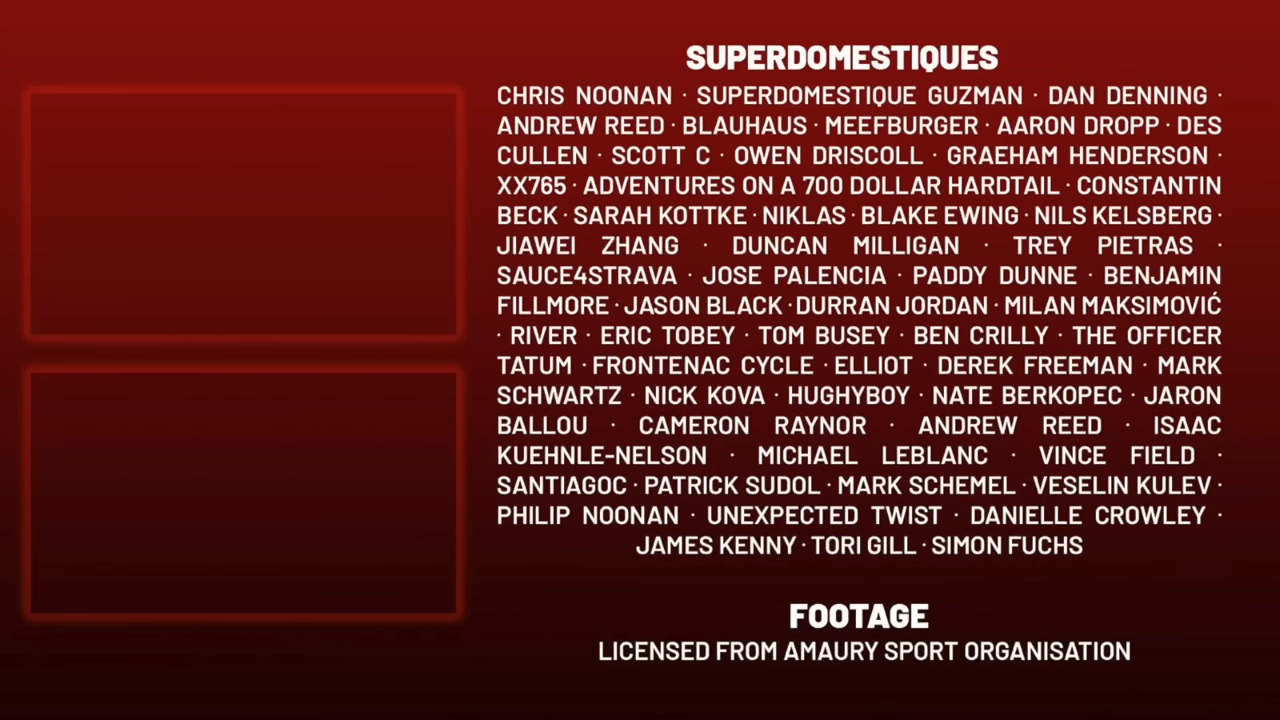 SUPERDOMESTIQUES
CHRIS NOONAN · SUPERDOMESTIQUE GUZMAN · DAN DENNING ·
ANDREW REED · BLAUHAUS · MEEFBURGER · AARON DROPP · DES
CULLEN · SCOTT C · OWEN DRISCOLL · GRAEHAM HENDERSON ·
XX765 · ADVENTURES ON A 700 DOLLAR HARDTAIL · CONSTANTIN
BECK · SARAH KOTTKE · NIKLAS · BLAKE EWING · NILS KELSBERG ·
JIAWEI ZHANG · DUNCAN MILLIGAN · TREY PIETRAS ·
SAUCE4STRAVA · JOSE PALENCIA · PADDY DUNNE · BENJAMIN
FILLMORE · JASON BLACK · DURRAN JORDAN · MILAN MAKSIMOVIĆ
· RIVER · ERIC TOBEY · TOM BUSEY · BEN CRILLY · THE OFFICER
TATUM · FRONTENAC CYCLE · ELLIOT · DEREK FREEMAN · MARK
SCHWARTZ · NICK KOVA · HUGHYBOY · NATE BERKOPEC · JARON
BALLOU · CAMERON RAYNOR · ANDREW REED · ISAAC
KUEHNLE-NELSON · MICHAEL LEBLANC · VINCE FIELD ·
SANTIAGOC · PATRICK SUDOL · MARK SCHEMEL · VESELIN KULEV ·
PHILIP NOONAN · UNEXPECTED TWIST · DANIELLE CROWLEY ·
JAMES KENNY · TORI GILL · SIMON FUCHS
FOOTAGE
LICENSED FROM AMAURY SPORT ORGANISATION